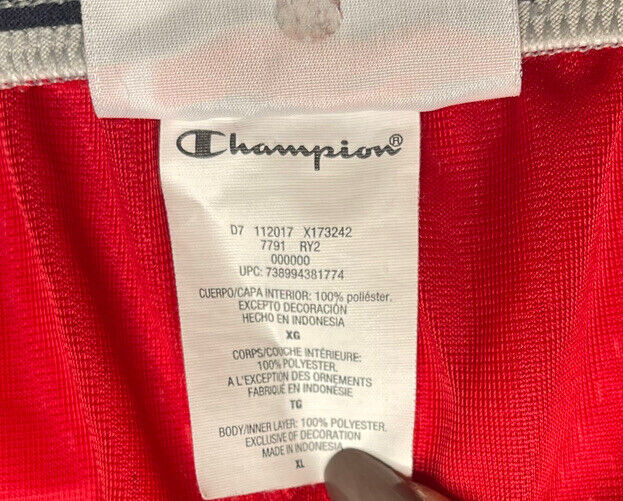 Champion®
D7 112017 X173242
7791 RY2
000000
UPC: 738994381774
CUERPO/CAPA INTERIOR: 100% poliéster.
EXCEPTO DECORACIÓN
HECHO EN INDONESIA
XG
CORPS/COUCHE INTÉRIEURE:
100% POLYESTER.
A L'EXCEPTION DES ORNEMENTS
FABRIQUÉ EN INDONÉSIE
TG
BODY/INNER LAYER: 100% POLYESTER.
EXCLUSIVE OF DECORATION
MADE IN INDONESIA
XL